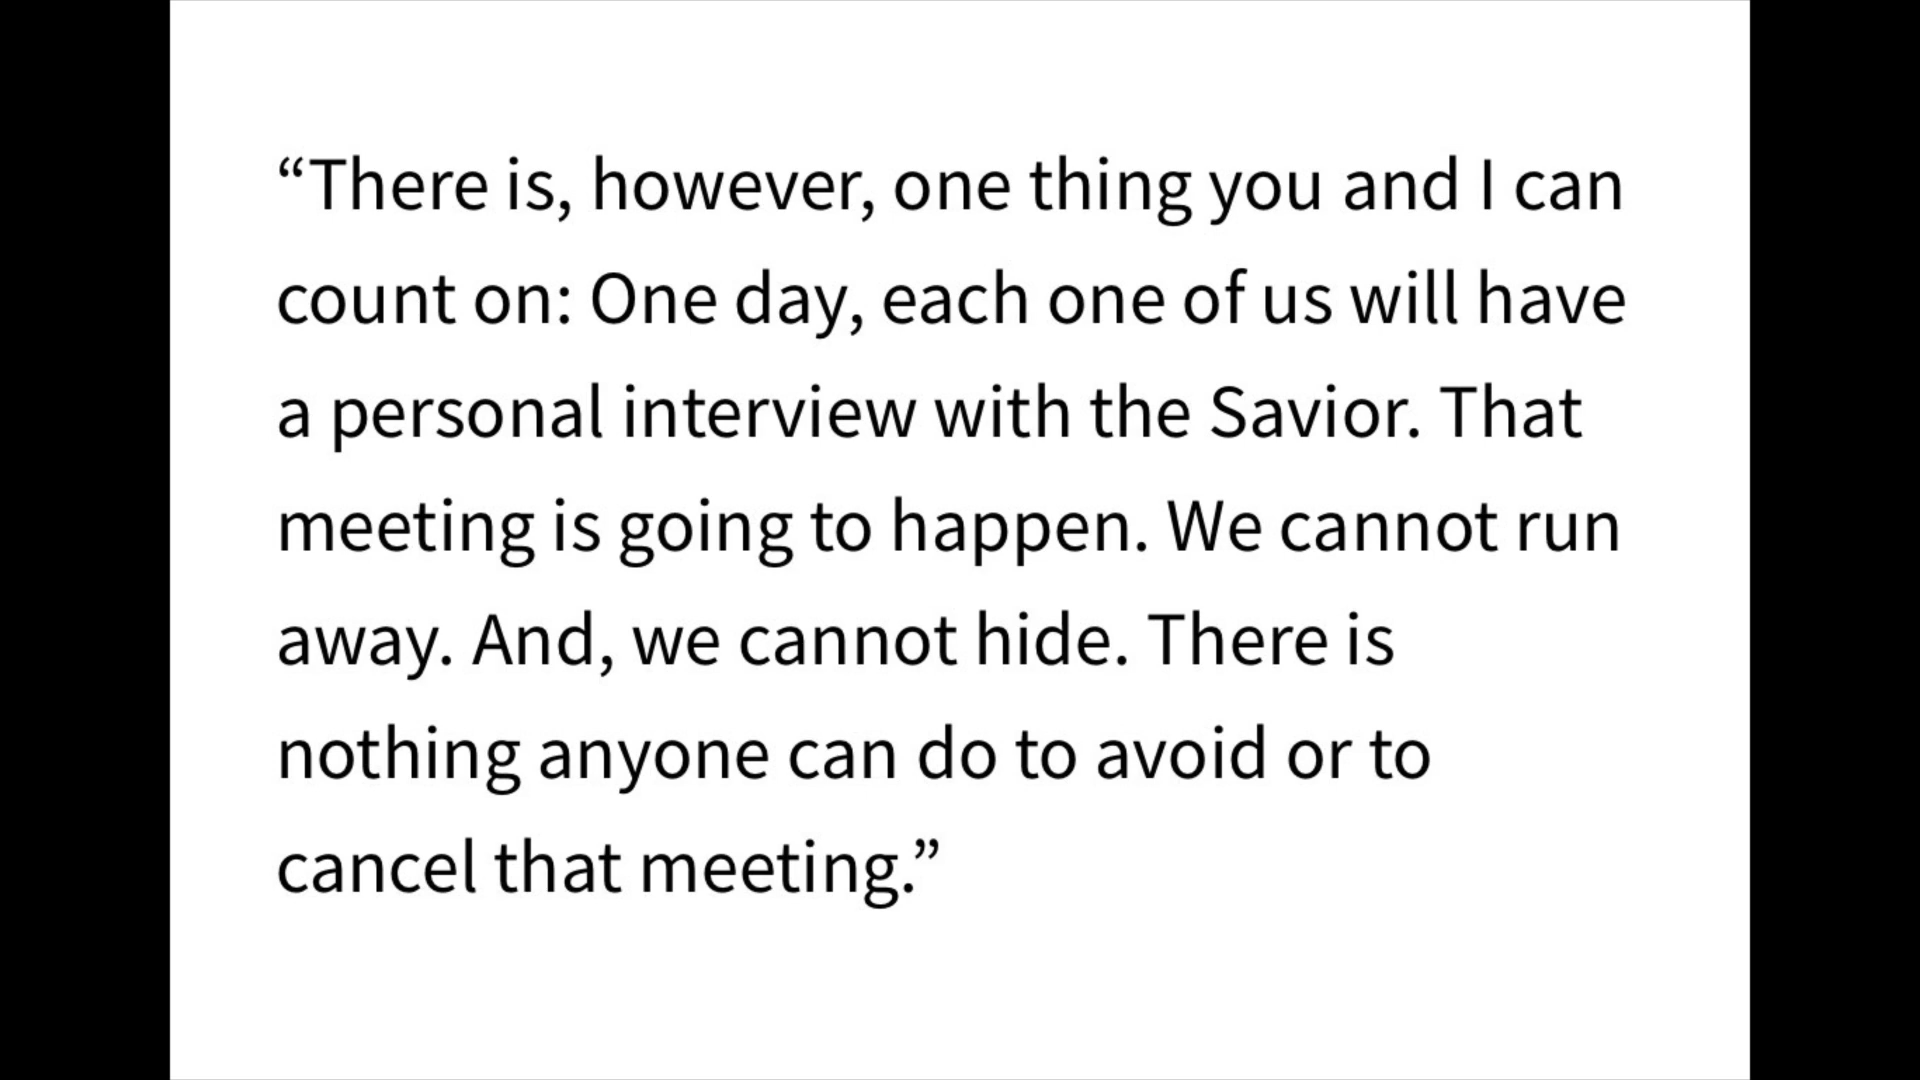 “There is, however, one thing you and I can
count on: One day, each one of us will have
a personal interview with the Savior. That
meeting is going to happen. We cannot run
away. And, we cannot hide. There is
nothing anyone can do to avoid or to
cancel that meeting.”